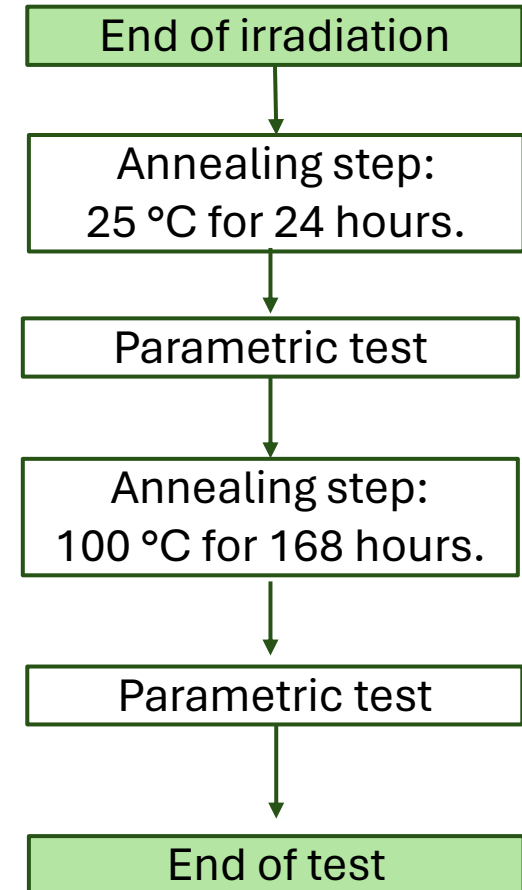 End of irradiation
Annealing step:
25 °C for 24 hours.
Parametric test
Annealing step:
100 °C for 168 hours.
Parametric test
End of test